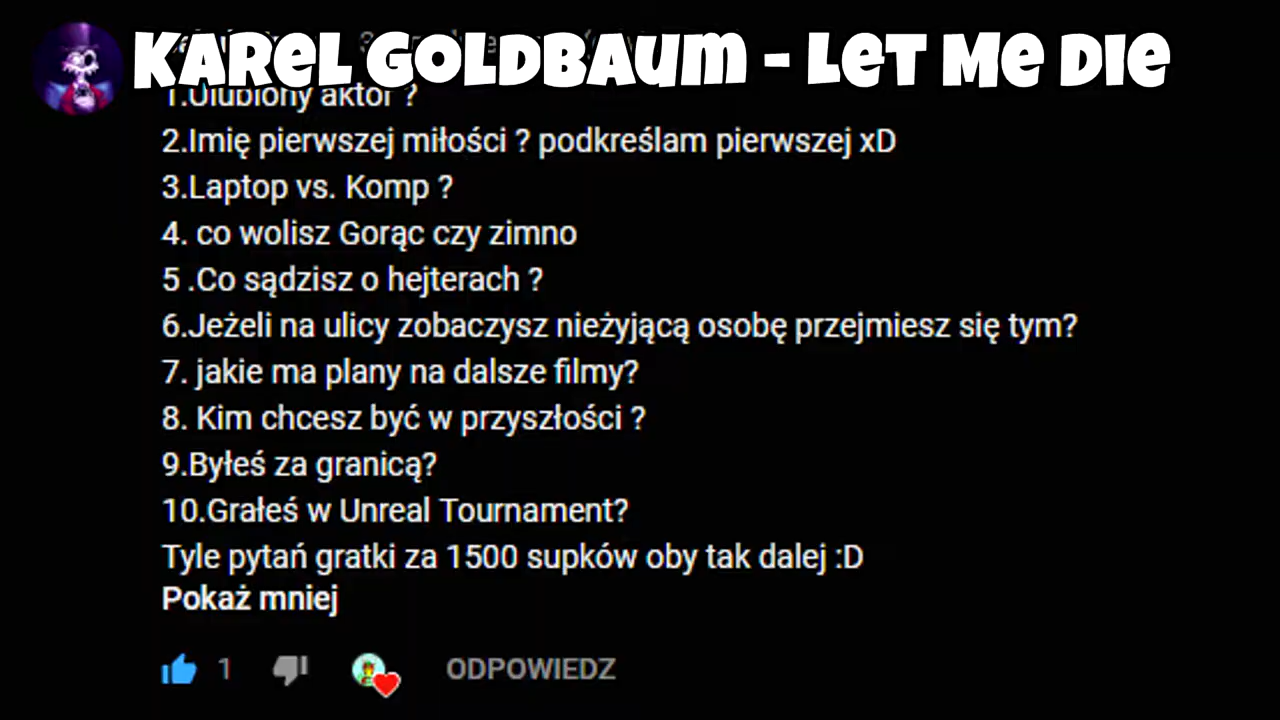 KAREL GOLDBAUM - LET ME DIE
1.Ulubiony aktor ?
2.Imię pierwszej miłości ? podkreślam pierwszej xD
3.Laptop vs. Komp ?
4. co wolisz Gorąc czy zimno
5 .Co sądzisz o hejterach ?
6.Jeżeli na ulicy zobaczysz nieżyjącą osobę przejmiesz się tym?
7. jakie ma plany na dalsze filmy?
8. Kim chcesz być w przyszłości ?
9.Byłeś za granicą?
10.Grałeś w Unreal Tournament?
Tyle pytań gratki za 1500 supków oby tak dalej :D
Pokaż mniej
1 ODPOWIEDZ